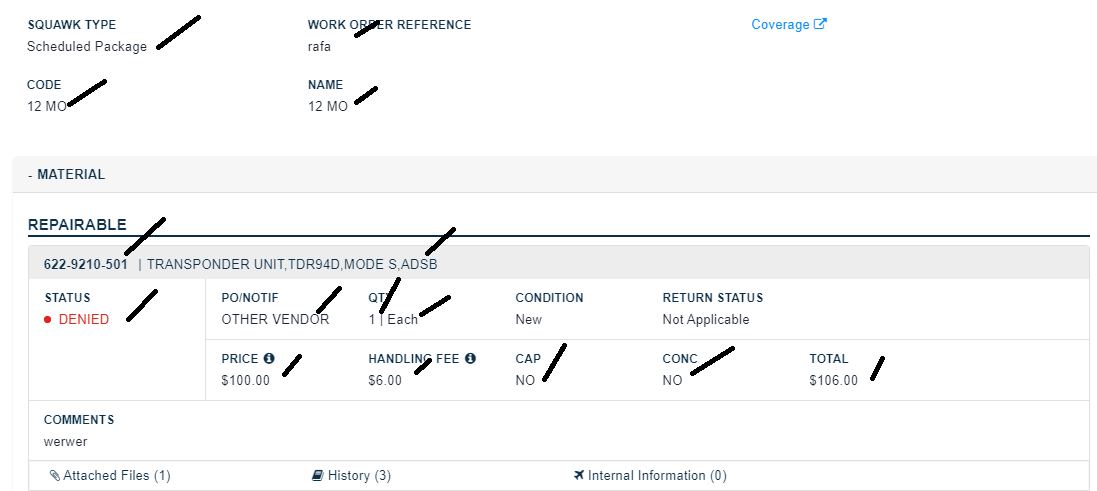 SQUAWK TYPE
Scheduled Package
WORK ORDER REFERENCE
rafa
Coverage
CODE
12 MO
NAME
12 MO
- MATERIAL
REPAIRABLE
622-9210-501 | TRANSPONDER UNIT,TDR94D,MODE S,ADSB
STATUS
DENIED
PO/NOTIF
OTHER VENDOR
QTY
1 | Each
CONDITION
New
RETURN STATUS
Not Applicable
PRICE
$100.00
HANDLING FEE
$6.00
CAP
NO
CONC
NO
TOTAL
$106.00
COMMENTS
werwer
Attached Files (1)
History (3)
Internal Information (0)